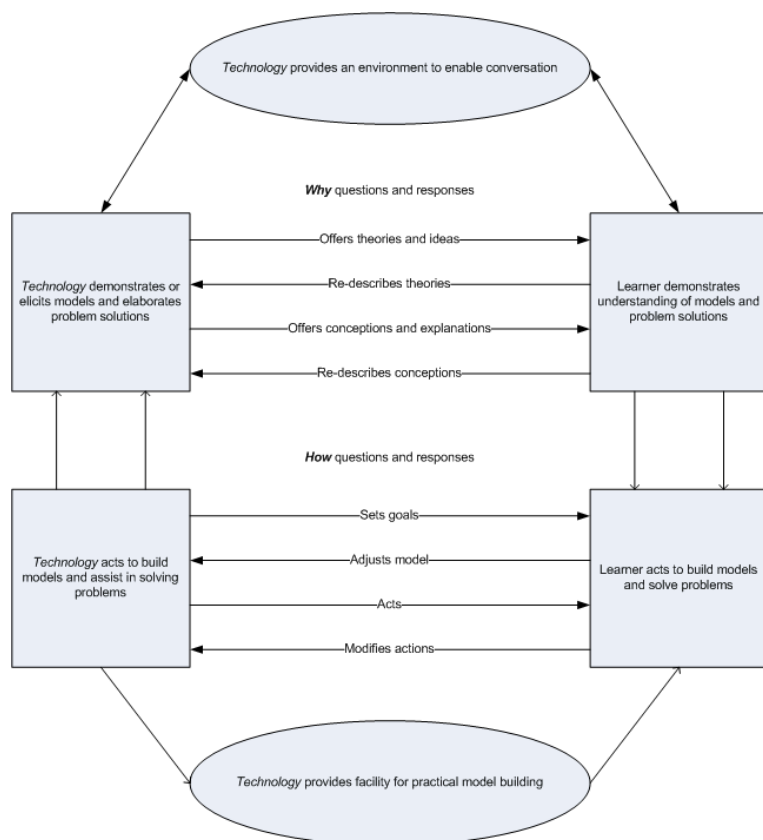 Technology provides an environment to enable conversation
Why questions and responses
Offers theories and ideas
Technology demonstrates or
elicits models and elaborates
problem solutions
Re-describes theories
Learner demonstrates
understanding of models and
problem solutions
Offers conceptions and explanations
Re-describes conceptions
How questions and responses
Sets goals
Technology acts to build
models and assist in solving
problems
Adjusts model
Learner acts to build models
and solve problems
Acts
Modifies actions
Technology provides facility for practical model building